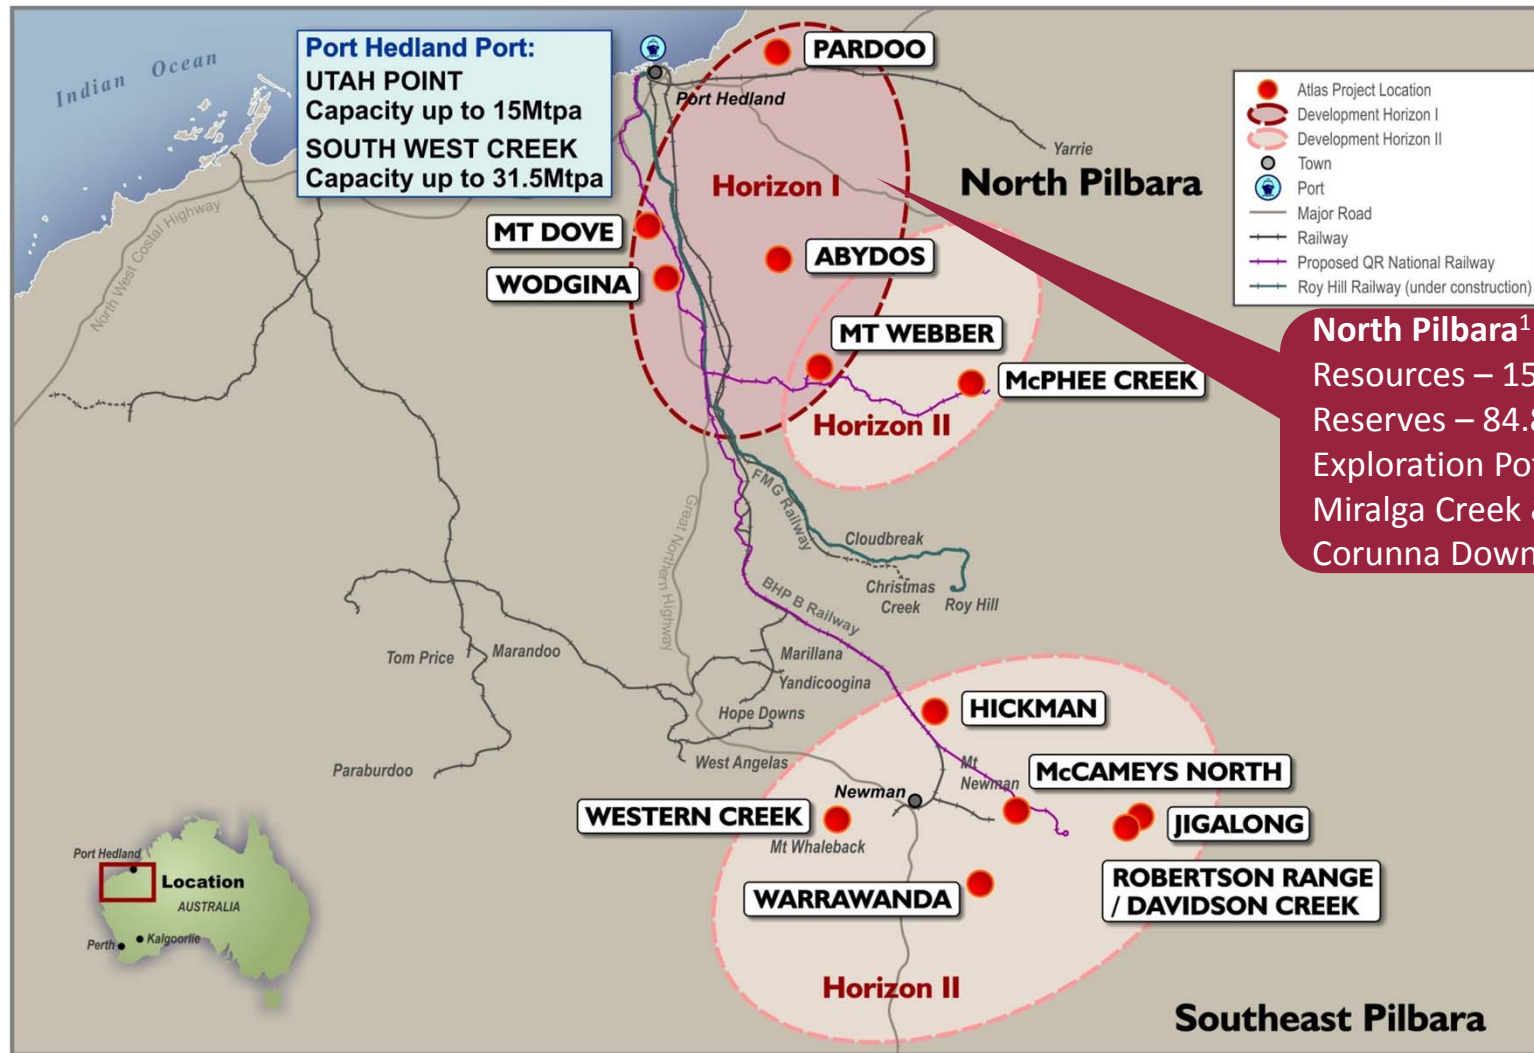 Indian Ocean
Port Hedland Port:
UTAH POINT
Capacity up to 15Mtpa
SOUTH WEST CREEK
Capacity up to 31.5Mtpa
PARDOO
Port Hedland
Yarrie
North Pilbara
Horizon I
North West Costal Highway
MT DOVE
ABYDOS
WODGINA
MT WEBBER
McPHEE CREEK
Horizon II
Atlas Project Location
Development Horizon I
Development Horizon II
Town
Port
Major Road
Railway
Proposed QR National Railway
Roy Hill Railway (under construction)
North Pilbara1
Resources – 15
Reserves – 84.8
Exploration
Miralga Creek
Corunna
FMG Railway
Great Northern Highway
Cloudbreak
Christmas
Creek
Roy Hill
BHP B Railway
Tom Price
Marandoo
Marillana
Yandicoogina
Hope Downs
West Angelas
Paraburdoo
HICKMAN
Mt
Newman
McCAMEYS NORTH
Newman
WESTERN CREEK
Mt Whaleback
JIGALONG
WARRAWANDA
ROBERTSON RANGE
/ DAVIDSON CREEK
Horizon II
Southeast Pilbara
Port Hedland
Location
AUSTRALIA
Perth
Kalgoorlie